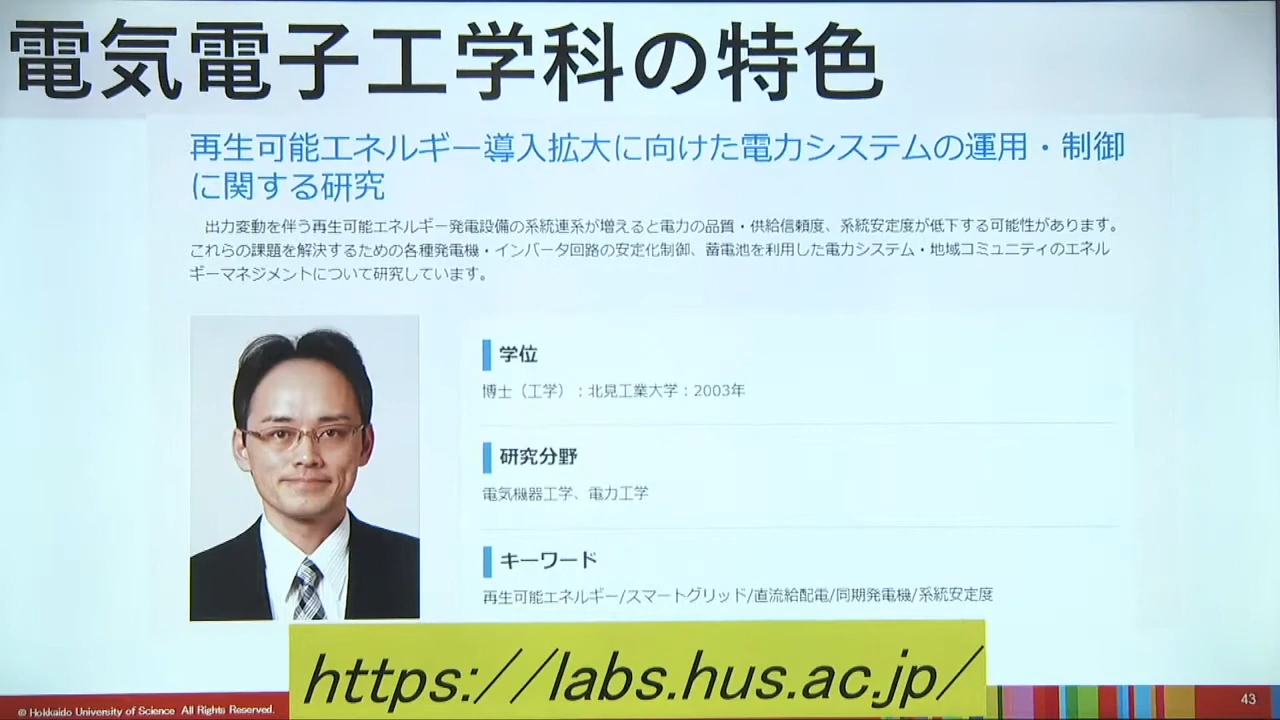 電気電子工学科の特色
再生可能エネルギー導入拡大に向けた電力システムの運用・制御
に関する研究
出力変動を伴う再生可能エネルギー発電設備の系統連系が増えると電力の品質・供給信頼度、系統安定度が低下する可能性があります。
これらの課題を解決するための各種発電機・インバータ回路の安定化制御、蓄電池を利用した電力システム・地域コミュニティのエネル
ギーマネジメントについて研究しています。
学位
博士（工学）：北見工業大学：2003年
研究分野
電気機器工学、電力工学
キーワード
再生可能エネルギー/スマートグリッド/直流給配電/同期発電機/系統安定度
https://labs.hus.ac.jp/
© Hokkaido University of Science All Rights Reserved.
43